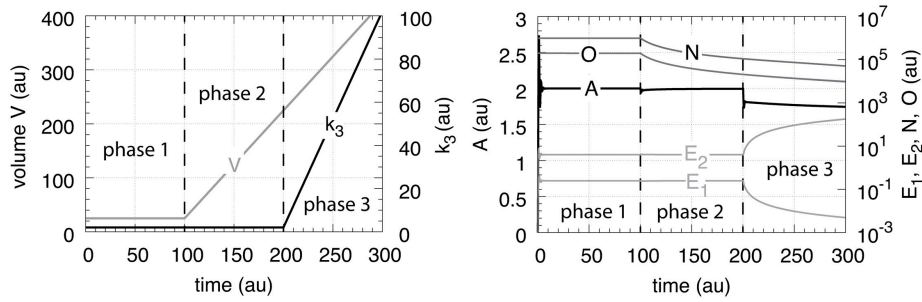 400
300
200
100
0
volume V (au)
phase 1
phase 2
phase 3
V
k3
100
80
60
40
20
0
k3 (au)
0 50 100 150 200 250 300
time (au)
3
2.5
2
1.5
1
0.5
0
A (au)
N
O
A
E2
E1
phase 1
phase 2
phase 3
10^7
10^5
10^3
10^1
10^-1
10^-3
E1, E2, N, O (au)
0 50 100 150 200 250 300
time (au)